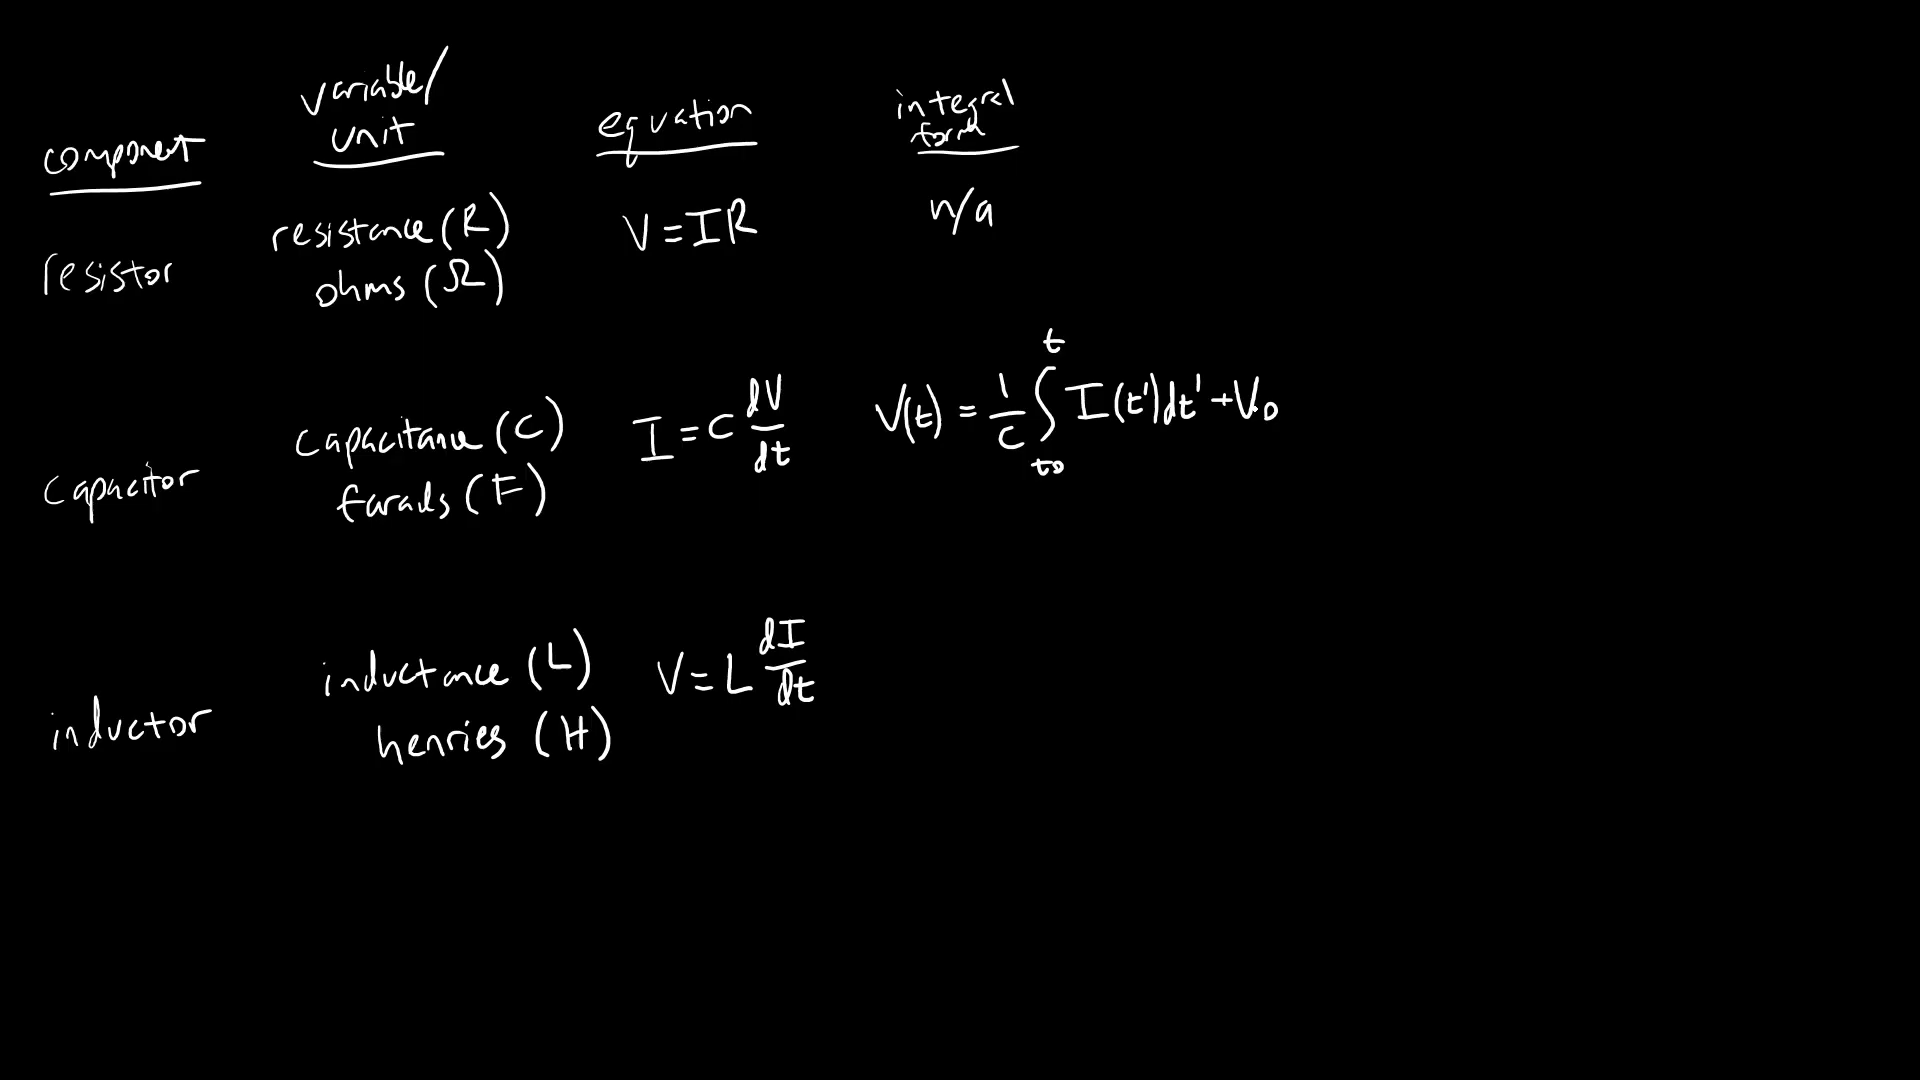 component
variable/
unit
equation
integral
form
resistor
resistance (R)
ohms (Ω)
V = IR
n/a
capacitor
capacitance (C)
farads (F)
I = C dV/dt
V(t) = 1/C ∫_{t0}^{t} I(t')dt' + V0
inductor
inductance (L)
henries (H)
V = L dI/dt